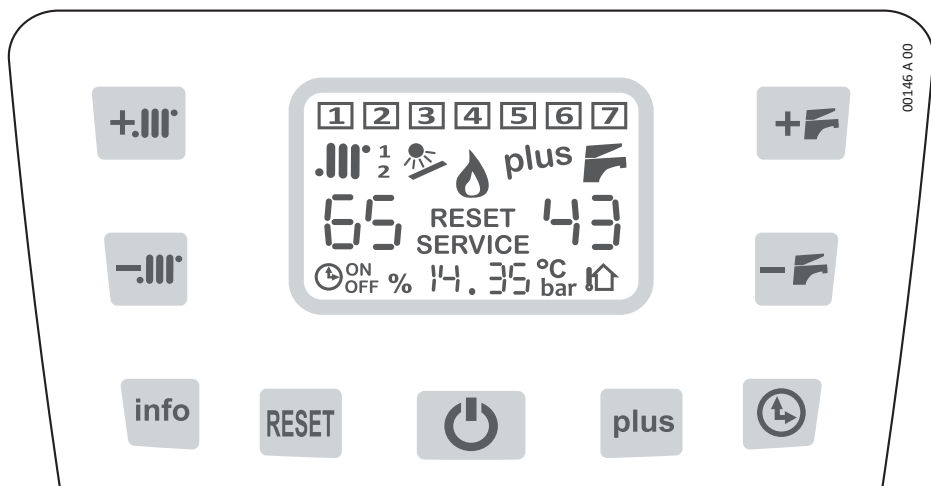 00146 A 00
1 2 3 4 5 6 7
1
2
plus
65 RESET 43
SERVICE
ON
OFF % 14.35 °C
bar
+
+
-
-
info
RESET
plus